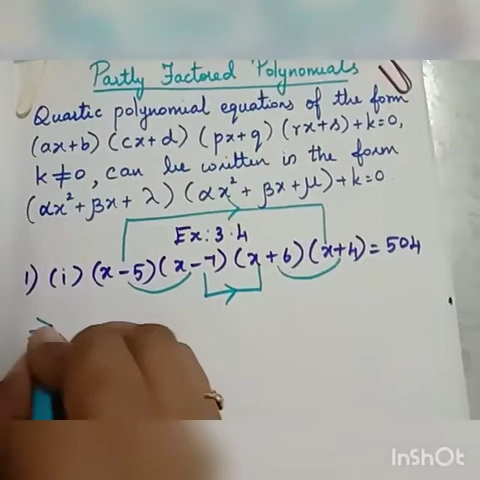 Partly Factored Polynomials
Quartic polynomial equations of the form
(ax+b) (cx+d) (px+q) (rx+s)+k=0,
k≠0, can be written in the form
(αx²+βx+λ) (αx²+βx+μ)+k=0
Ex: 3.4
1) (i) (x-5)(x-7)(x+6)(x+4)=504
InShOt